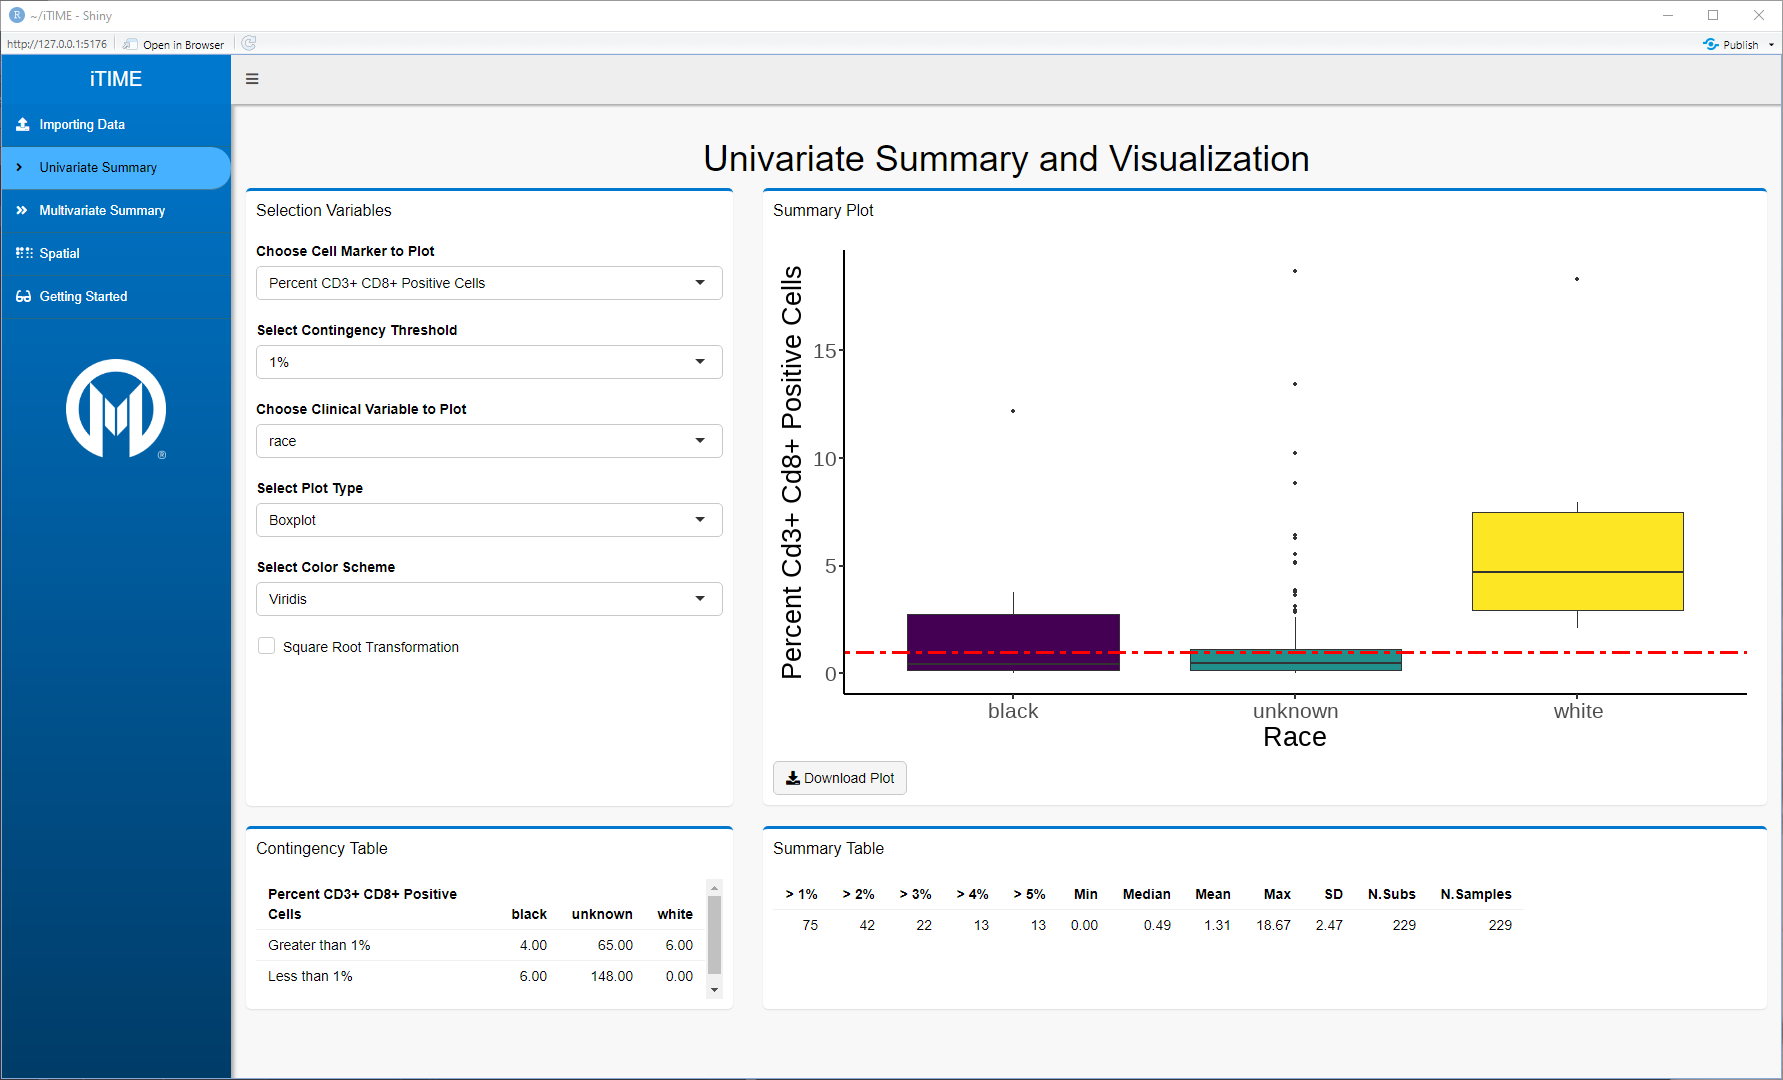 ~/iTIME - Shiny
http://127.0.0.1:5176
Open in Browser
Publish
iTIME
Importing Data
Univariate Summary
Multivariate Summary
Spatial
Getting Started
®
Univariate Summary and Visualization
Selection Variables
Choose Cell Marker to Plot
Percent CD3+ CD8+ Positive Cells
Select Contingency Threshold
1%
Choose Clinical Variable to Plot
race
Select Plot Type
Boxplot
Select Color Scheme
Viridis
Square Root Transformation
Summary Plot
Percent Cd3+ Cd8+ Positive Cells
15
10
5
0
black unknown white
Race
Download Plot
Contingency Table
Percent CD3+ CD8+ Positive
Cells black unknown white
Greater than 1% 4.00 65.00 6.00
Less than 1% 6.00 148.00 0.00
Summary Table
> 1% > 2% > 3% > 4% > 5% Min Median Mean Max SD N.Subs N.Samples
75 42 22 13 13 0.00 0.49 1.31 18.67 2.47 229 229